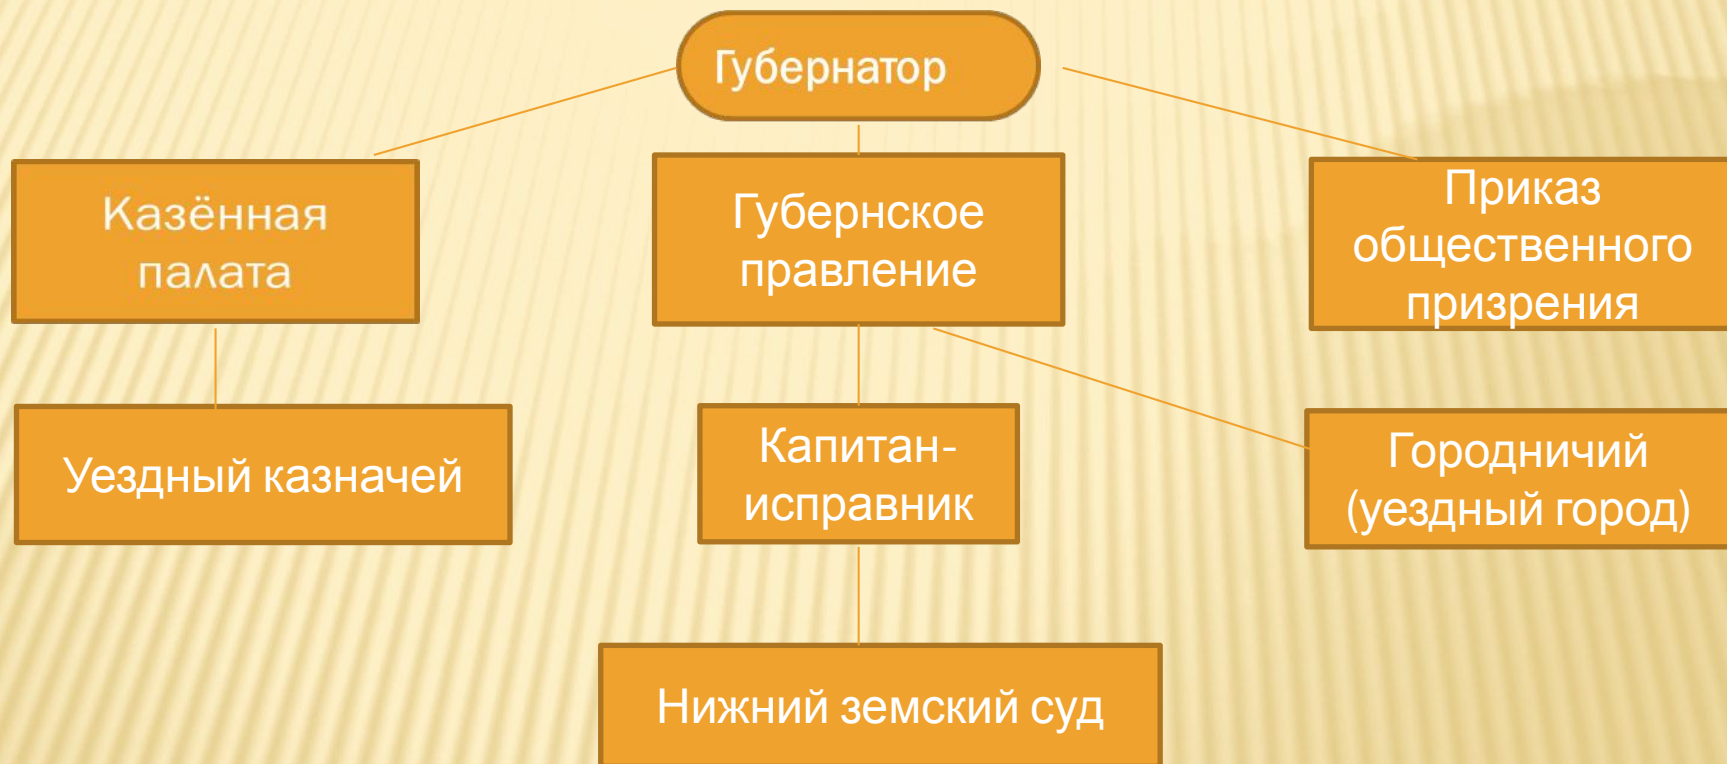 Губернатор
Казённая
палата
Губернское
правление
Приказ
общественного
призрения
Уездный казначей
Капитан-
исправник
Городничий
(уездный город)
Нижний земский суд